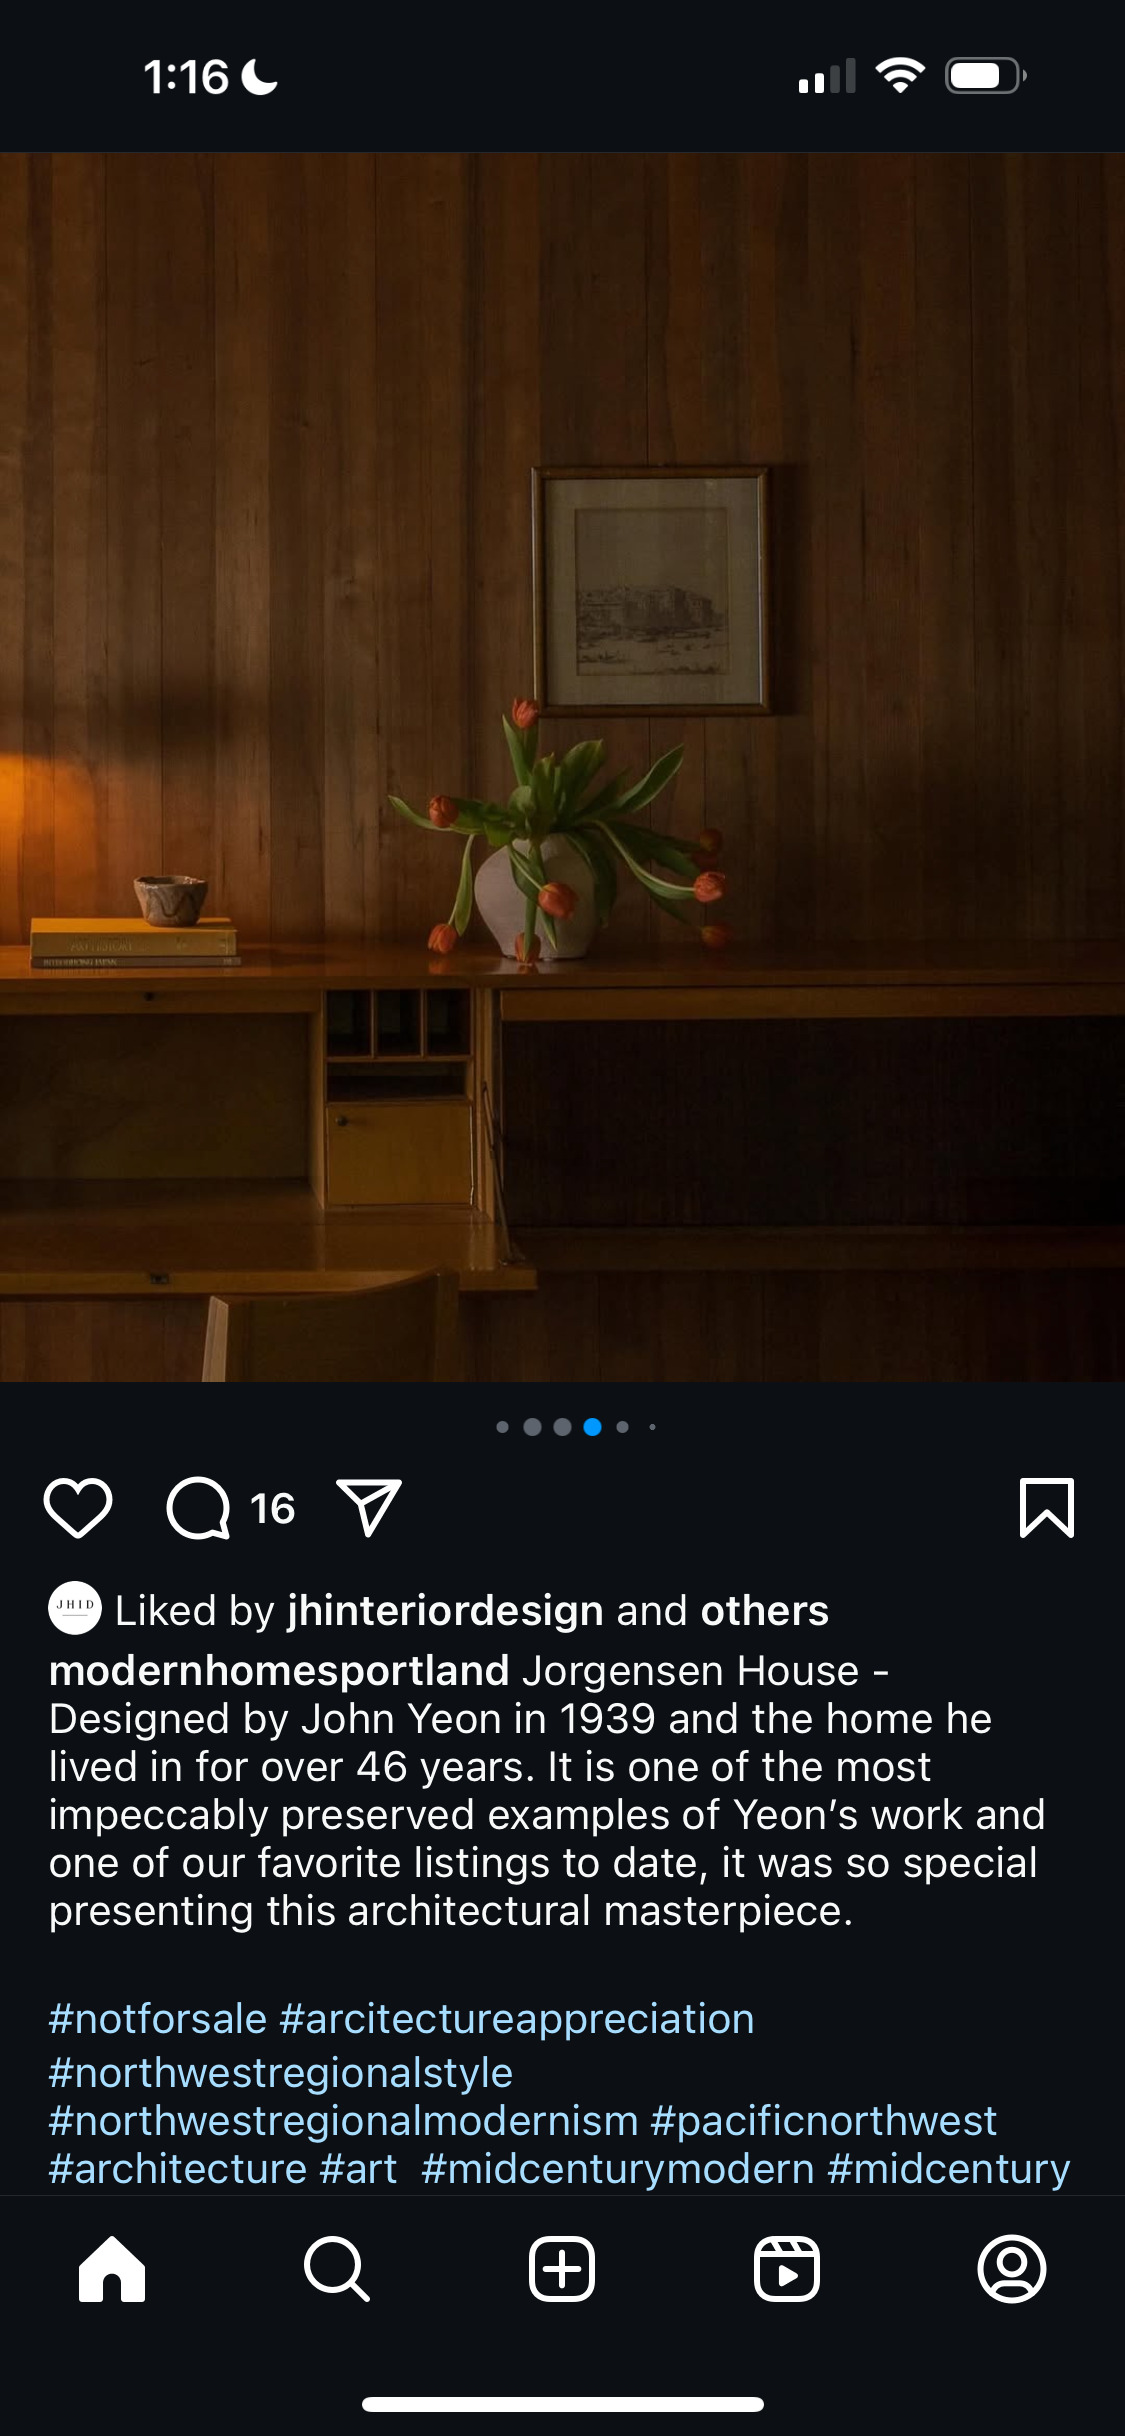 1:16
16
JHID
Liked by jhinteriordesign and others
modernhomesportland Jorgensen House -
Designed by John Yeon in 1939 and the home he
lived in for over 46 years. It is one of the most
impeccably preserved examples of Yeon’s work and
one of our favorite listings to date, it was so special
presenting this architectural masterpiece.
#notforsale #arcitectureappreciation
#northwestregionalstyle
#northwestregionalmodernism #pacificnorthwest
#architecture #art #midcenturymodern #midcentury